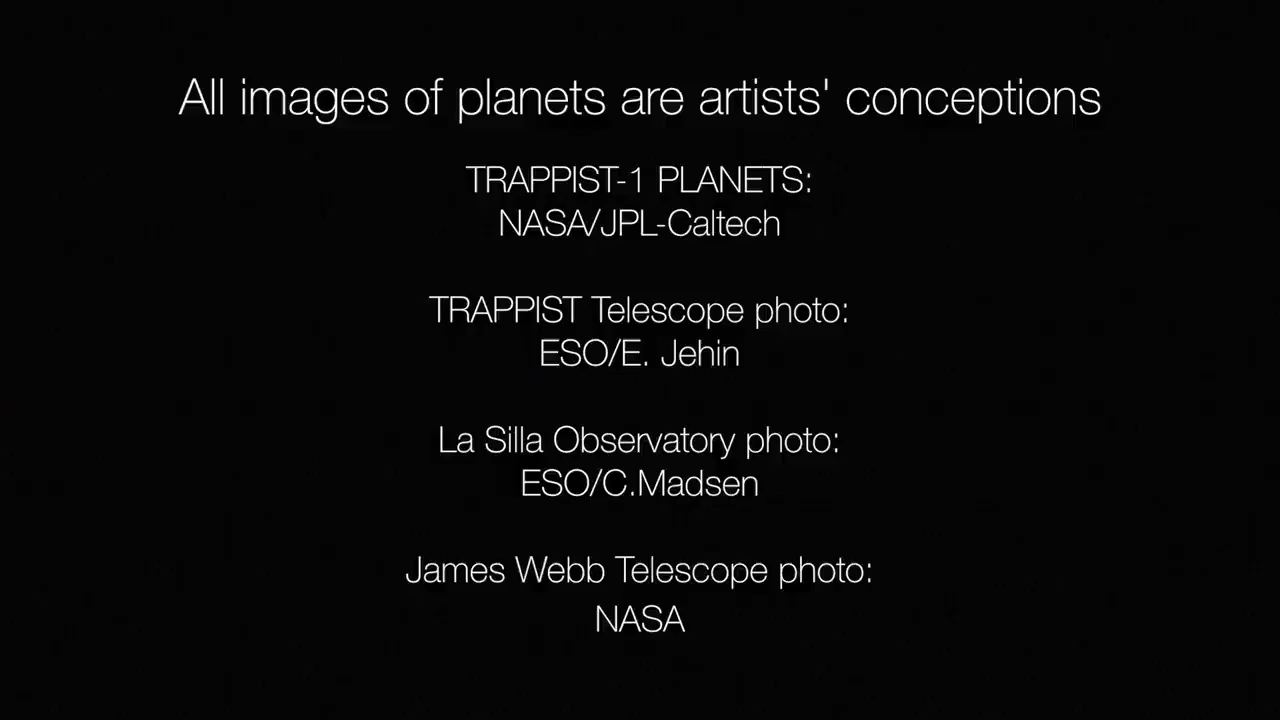 All images of planets are artists' conceptions
TRAPPIST-1 PLANETS:
NASA/JPL-Caltech
TRAPPIST Telescope photo:
ESO/E. Jehin
La Silla Observatory photo:
ESO/C.Madsen
James Webb Telescope photo:
NASA